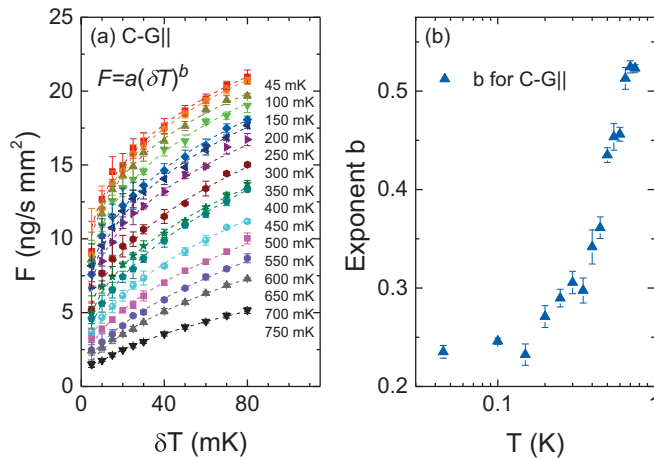 (a) C-G||
F=a(δT)^b
45 mK
100 mK
150 mK
200 mK
250 mK
300 mK
350 mK
400 mK
450 mK
500 mK
550 mK
600 mK
650 mK
700 mK
750 mK
25
20
15
10
5
0
0
40
80
F (ng/s mm²)
δT (mK)
(b)
b for C-G||
0.5
0.4
0.3
0.2
0.1
1
Exponent b
T (K)